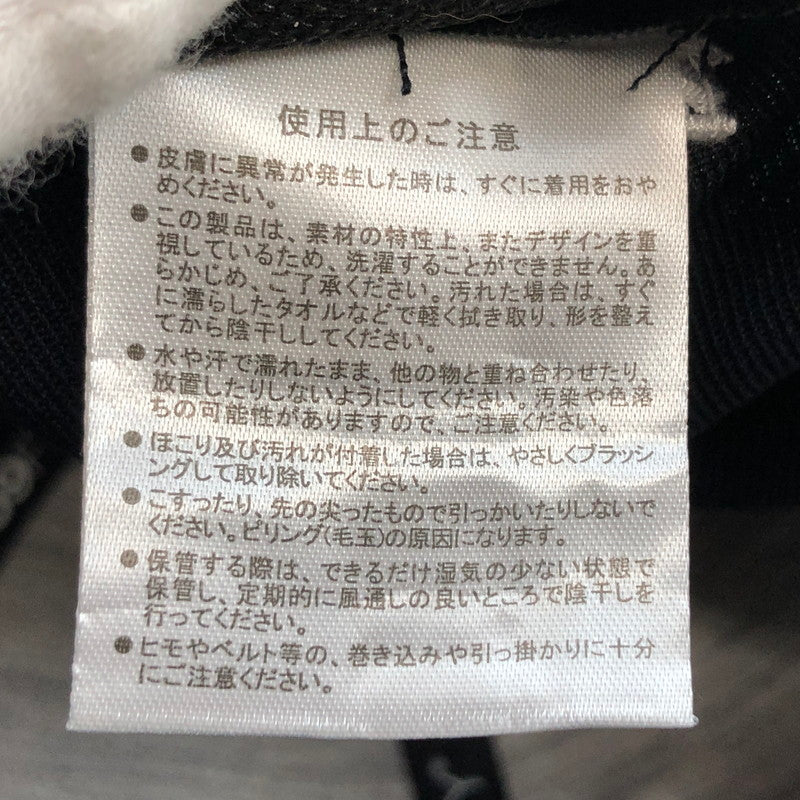 使用上のご注意
●皮膚に異常が発生した時は、すぐに着用をおや
めください。
●この製品は、素材の特性上、またデザインを重
視しているため、洗濯することができません。あ
らかじめ、ご了承ください。汚れた場合は、すぐ
に濡らしたタオルなどで軽く拭き取り、形を整え
てから陰干ししてください。
●水や汗で濡れたまま、他の物と重ね合わせたり、
放置したりしないようにしてください。汚染や色落
ちの可能性がありますので、ご注意ください。
●ほこり及び汚れが付着した場合は、やさしくブラッシ
ングして取り除いてください。
●こすったり、先の尖ったもので引っかいたりしないで
ください。ピリング(毛玉)の原因になります。
●保管する際は、できるだけ湿気の少ない状態で
保管し、定期的に風通しの良いところで陰干しを
行ってください。
●ヒモやベルト等の、巻き込みや引っ掛かりに十分
にご注意ください。